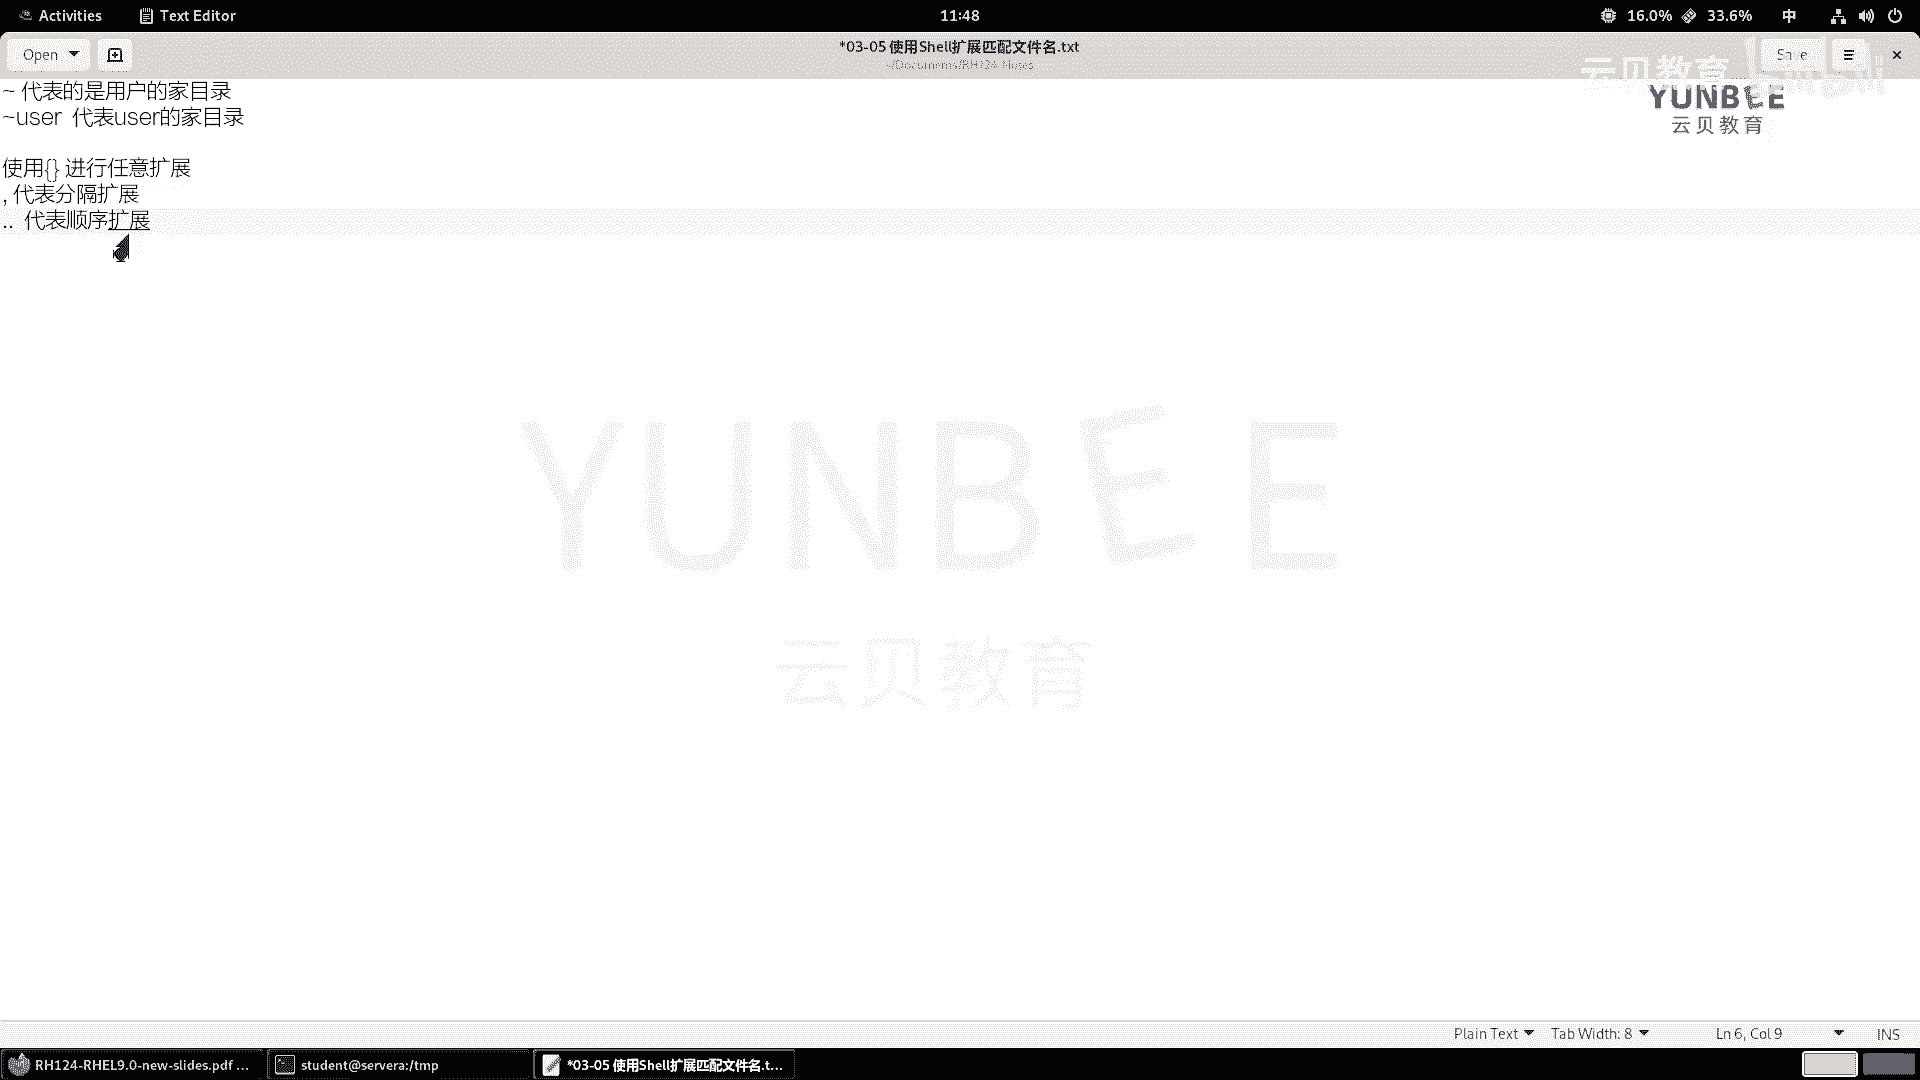 Activities Text Editor 11:48 16.0% 33.6% 中
Open *03-05 使用Shell扩展匹配文件名.txt Save
~/Documents/RH124-Notes
云贝教育 bilibili
YUNBEE
云贝教育
~ 代表的是用户的家目录
~user 代表user的家目录
使用{} 进行任意扩展
, 代表分隔扩展
.. 代表顺序扩展
YUNBEE
云贝教育
Plain Text Tab Width: 8 Ln 6, Col 9 INS
RH124-RHEL9.0-new-slides.pdf ... student@servera:/tmp *03-05 使用Shell扩展匹配文件名.t...